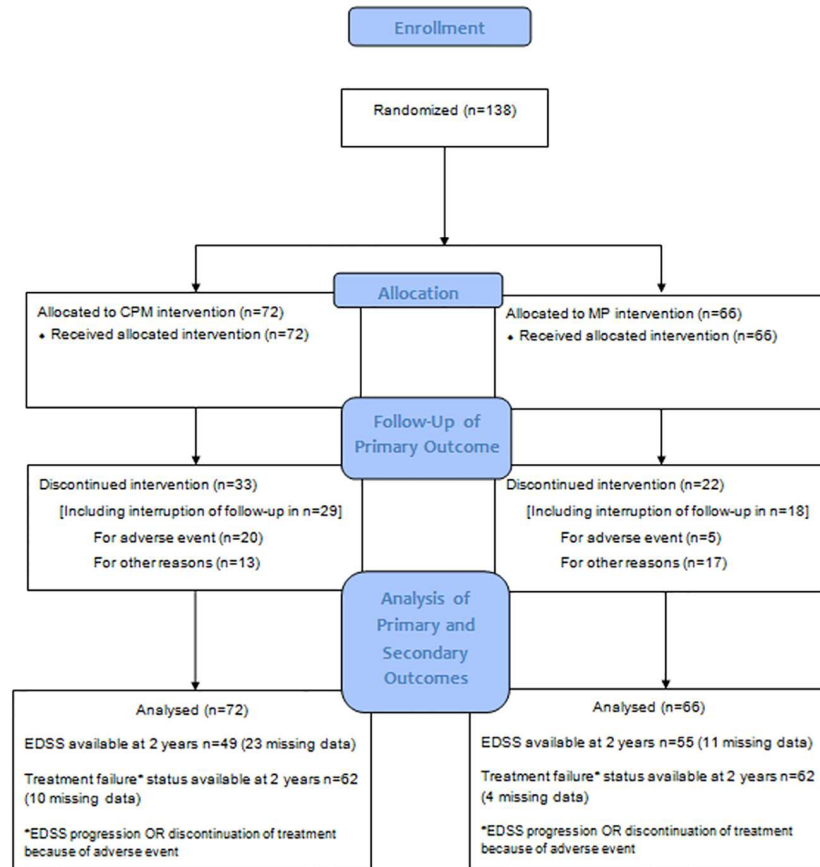 Enrollment
Randomized (n=138)
Allocation
Allocated to CPM intervention (n=72)
• Received allocated intervention (n=72)
Allocated to MP intervention (n=66)
• Received allocated intervention (n=66)
Follow-Up of
Primary Outcome
Discontinued intervention (n=33)
[Including interruption of follow-up in n=29]
For adverse event (n=20)
For other reasons (n=13)
Discontinued intervention (n=22)
[Including interruption of follow-up in n=18]
For adverse event (n=5)
For other reasons (n=17)
Analysis of
Primary and
Secondary
Outcomes
Analysed (n=72)
EDSS available at 2 years n=49 (23 missing data)
Treatment failure* status available at 2 years n=62
(10 missing data)
*EDSS progression OR discontinuation of treatment
because of adverse event
Analysed (n=66)
EDSS available at 2 years n=55 (11 missing data)
Treatment failure* status available at 2 years n=62
(4 missing data)
*EDSS progression OR discontinuation of treatment
because of adverse event